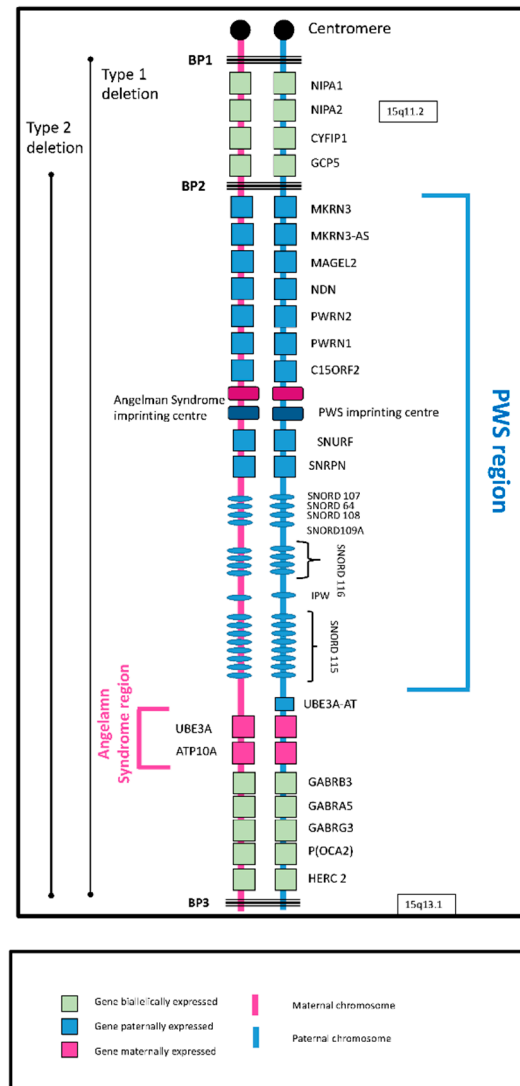 Centromere
BP1
Type 1
deletion
NIPA1
NIPA2
15q11.2
CYFIP1
Type 2
deletion
GCP5
BP2
MKRN3
MKRN3-AS
MAGEL2
NDN
PWRN2
PWRN1
C15ORF2
Angelman Syndrome
imprinting centre
PWS imprinting centre
PWS region
SNURF
SNRPN
SNORD 107
SNORD 64
SNORD 108
SNORD109A
SNORD 116
IPW
SNORD 115
UBE3A-AT
Angelamn
Syndrome region
UBE3A
ATP10A
GABRB3
GABRA5
GABRG3
P(OCA2)
HERC 2
BP3
15q13.1
Gene biallelically expressed
Maternal chromosome
Gene paternally expressed
Paternal chromosome
Gene maternally expressed